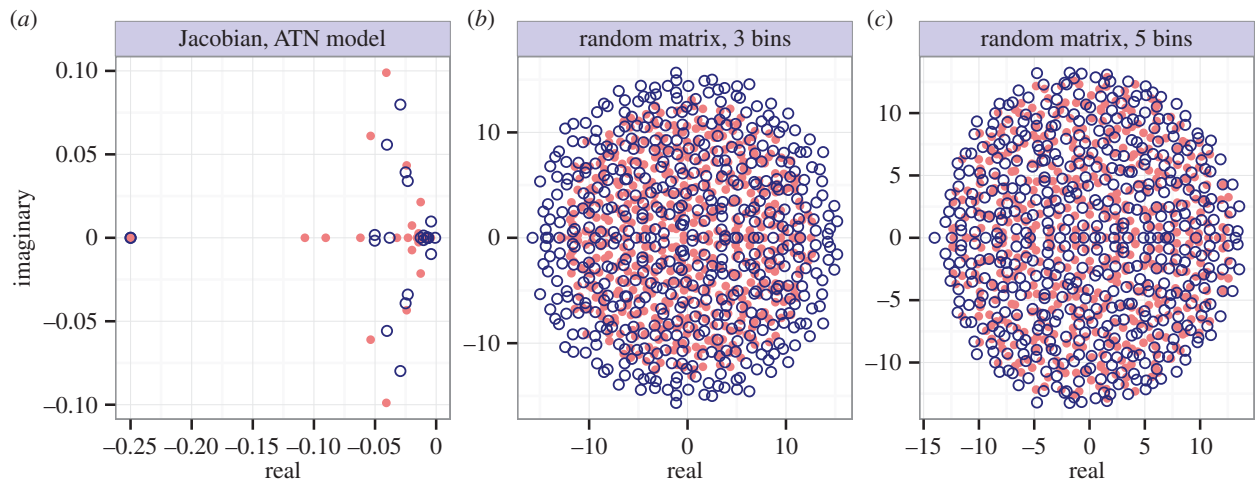 (a)
Jacobian, ATN model
(b)
random matrix, 3 bins
(c)
random matrix, 5 bins
imaginary
0.10
0.05
0
–0.05
–0.10
–0.25 –0.20 –0.15 –0.10 –0.05 0
real
10
0
–10
–10 0 10
real
10
5
0
–5
–10
–15 –10 –5 0 5 10
real